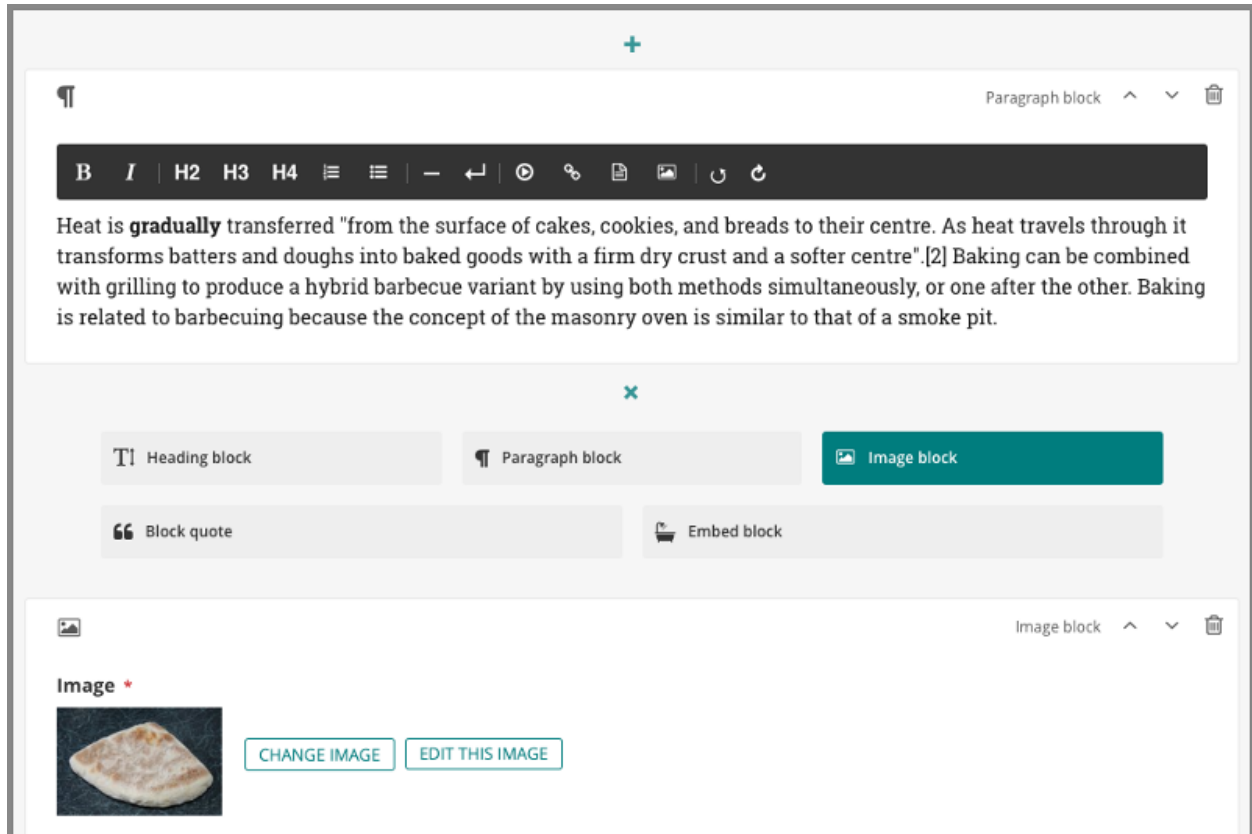 Paragraph block
B I H2 H3 H4
Heat is gradually transferred "from the surface of cakes, cookies, and breads to their centre. As heat travels through it
transforms batters and doughs into baked goods with a firm dry crust and a softer centre".[2] Baking can be combined
with grilling to produce a hybrid barbecue variant by using both methods simultaneously, or one after the other. Baking
is related to barbecuing because the concept of the masonry oven is similar to that of a smoke pit.
Heading block
Paragraph block
Image block
Block quote
Embed block
Image block
Image *
CHANGE IMAGE
EDIT THIS IMAGE